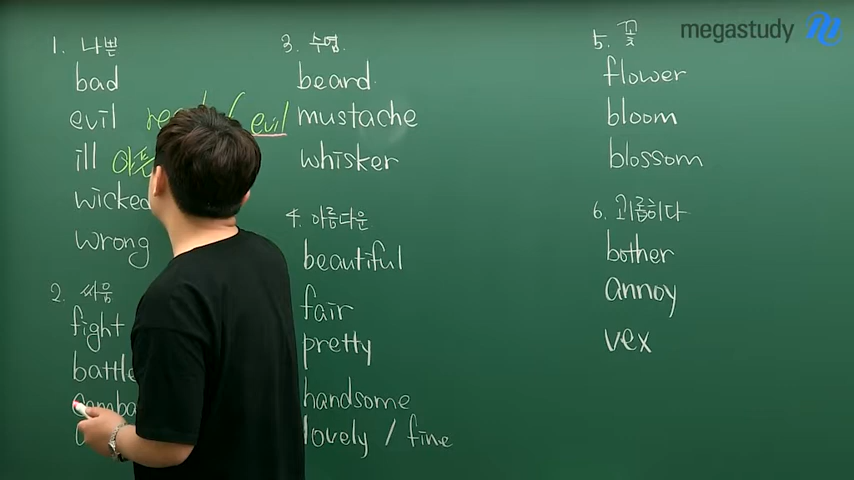 megastudy
1. 나쁜
bad
evil evil
ill 아주
wicked
wrong
2. 싸움
fight
battle
3. 수염.
beard
mustache
whisker
4. 아름다운
beautiful
fair
pretty
handsome
lovely / fine
5. 꽃
flower
bloom
blossom
6. 괴롭히다
bother
annoy
vex